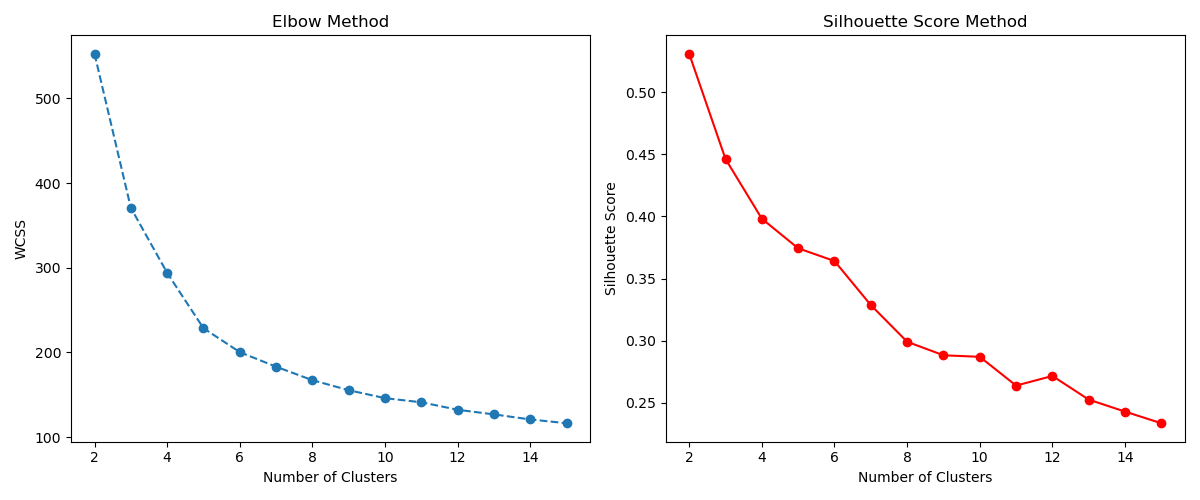 Elbow Method
WCSS
500
400
300
200
100
2 4 6 8 10 12 14
Number of Clusters
Silhouette Score Method
Silhouette Score
0.50
0.45
0.40
0.35
0.30
0.25
2 4 6 8 10 12 14
Number of Clusters